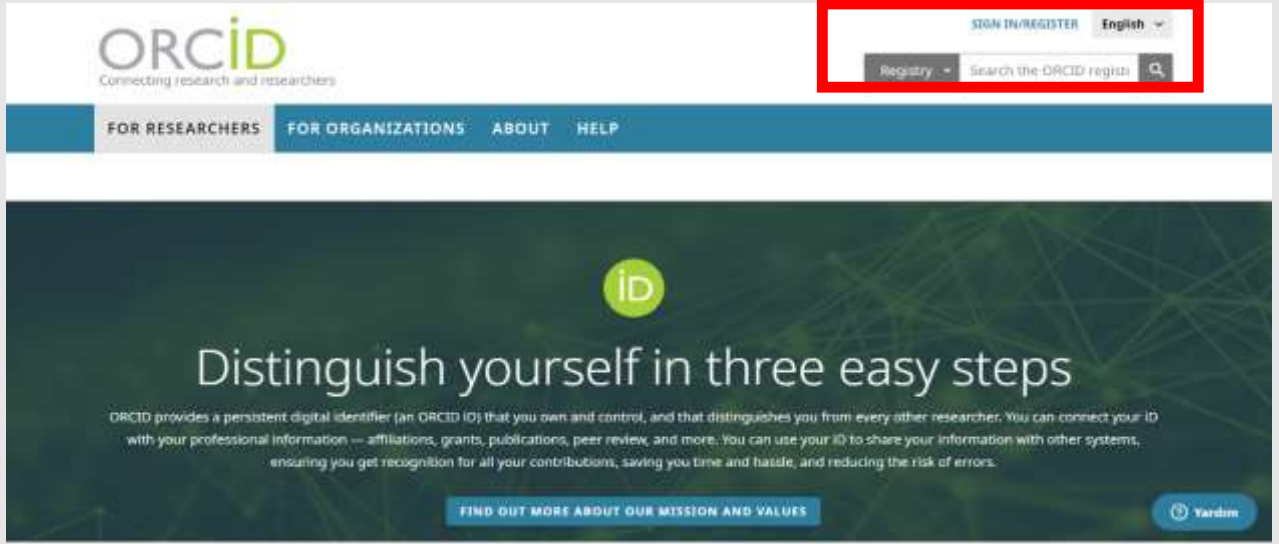 ORCiD
Connecting research and researchers
SIGN IN/REGISTER English
Registry Search the ORCID registr
FOR RESEARCHERS FOR ORGANIZATIONS ABOUT HELP
iD
Distinguish yourself in three easy steps
ORCID provides a persistent digital identifier (an ORCID iD) that you own and control, and that distinguishes you from every other researcher. You can connect your iD
with your professional information — affiliations, grants, publications, peer review, and more. You can use your iD to share your information with other systems,
ensuring you get recognition for all your contributions, saving you time and hassle, and reducing the risk of errors.
FIND OUT MORE ABOUT OUR MISSION AND VALUES
Yardım